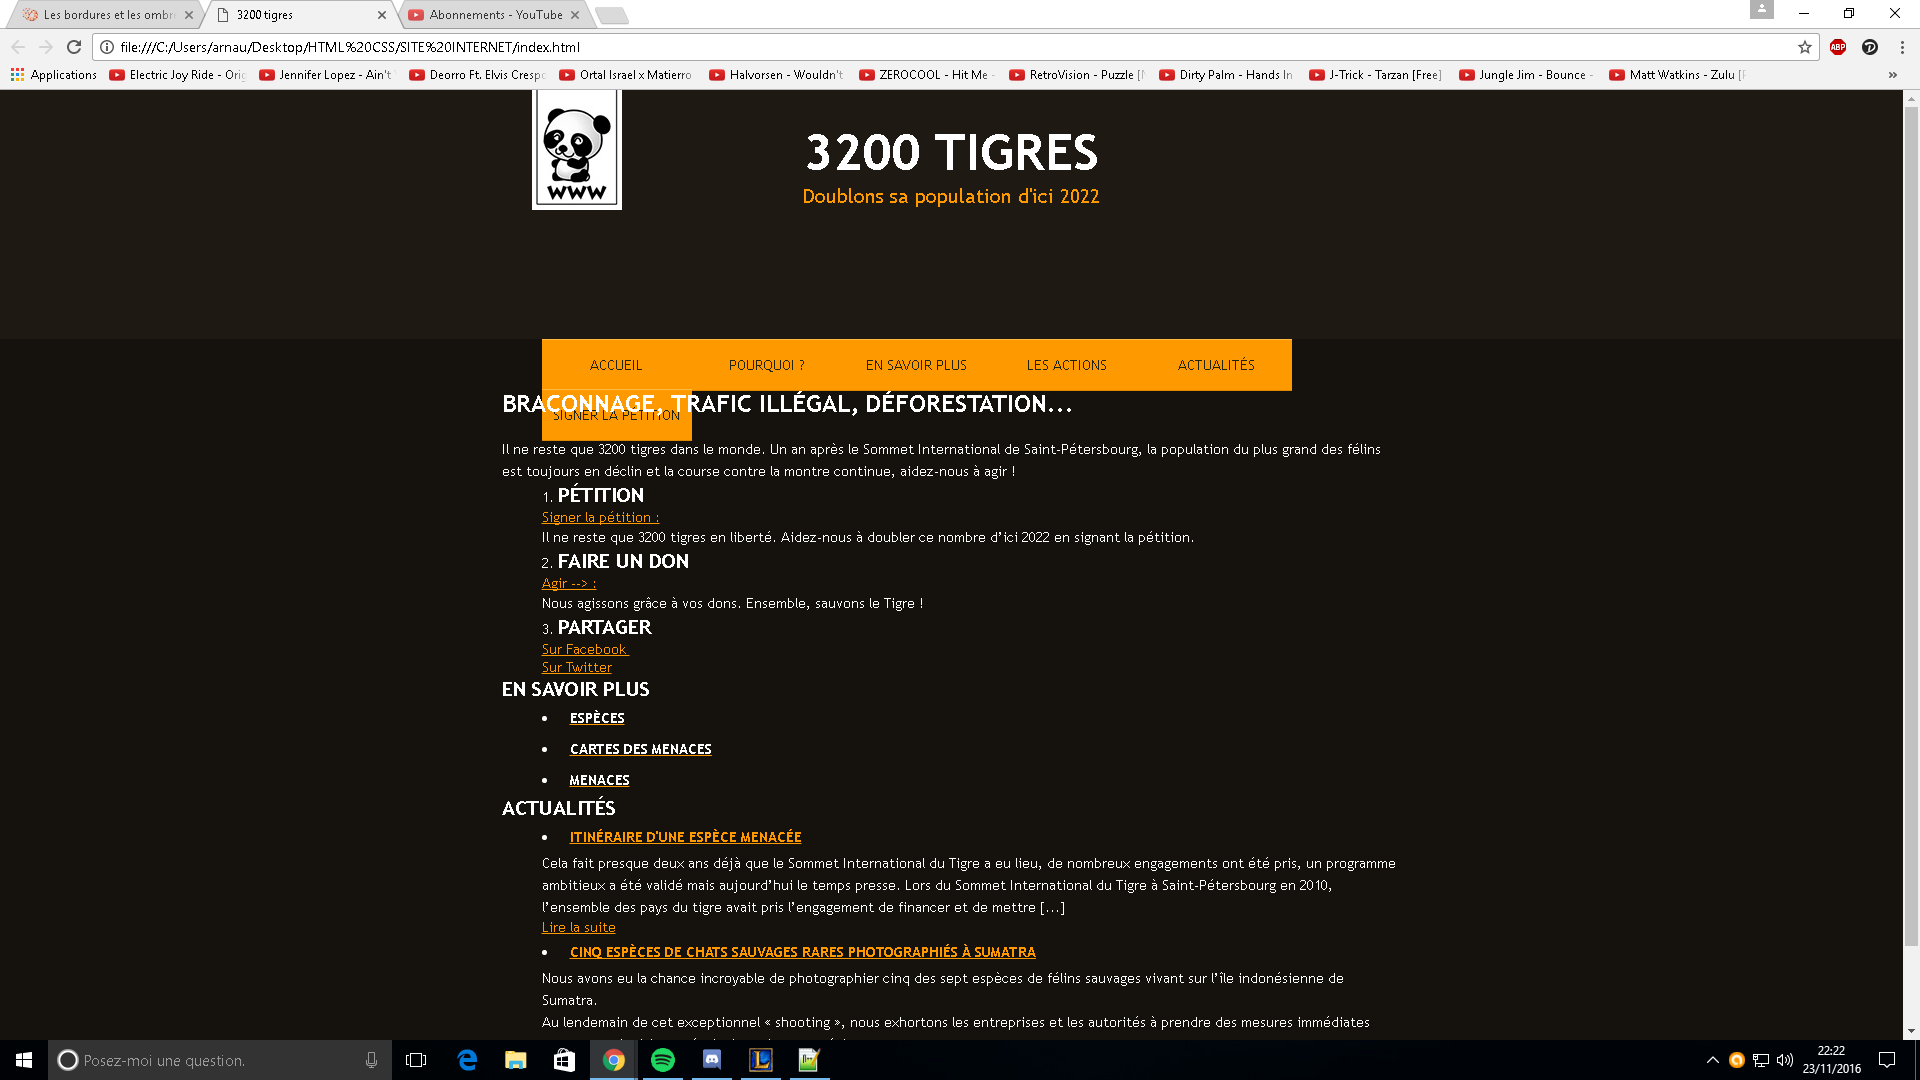 Les bordures et les ombr
3200 tigres
Abonnements - YouTube
file:///C:/Users/arnau/Desktop/HTML%20CSS/SITE%20INTERNET/index.html
ABP
Applications
Electric Joy Ride - Orig
Jennifer Lopez - Ain't
Deorro Ft. Elvis Crespo
Ortal Israel x Matierro
Halvorsen - Wouldn't
ZEROCOOL - Hit Me -
RetroVision - Puzzle [
Dirty Palm - Hands In
J-Trick - Tarzan [Free]
Jungle Jim - Bounce -
Matt Watkins - Zulu [F
WWW
3200 TIGRES
Doublons sa population d'ici 2022
ACCUEIL
POURQUOI ?
EN SAVOIR PLUS
LES ACTIONS
ACTUALITÉS
SIGNER LA PÉTITION
BRACONNAGE, TRAFIC ILLÉGAL, DÉFORESTATION...
Il ne reste que 3200 tigres dans le monde. Un an après le Sommet International de Saint-Pétersbourg, la population du plus grand des félins
est toujours en déclin et la course contre la montre continue, aidez-nous à agir !
1. PÉTITION
Signer la pétition :
Il ne reste que 3200 tigres en liberté. Aidez-nous à doubler ce nombre d'ici 2022 en signant la pétition.
2. FAIRE UN DON
Agir --> :
Nous agissons grâce à vos dons. Ensemble, sauvons le Tigre !
3. PARTAGER
Sur Facebook
Sur Twitter
EN SAVOIR PLUS
• ESPÈCES
• CARTES DES MENACES
• MENACES
ACTUALITÉS
• ITINÉRAIRE D'UNE ESPÈCE MENACÉE
Cela fait presque deux ans déjà que le Sommet International du Tigre a eu lieu, de nombreux engagements ont été pris, un programme
ambitieux a été validé mais aujourd'hui le temps presse. Lors du Sommet International du Tigre à Saint-Pétersbourg en 2010,
l'ensemble des pays du tigre avait pris l'engagement de financer et de mettre [...]
Lire la suite
• CINQ ESPÈCES DE CHATS SAUVAGES RARES PHOTOGRAPHIÉS À SUMATRA
Nous avons eu la chance incroyable de photographier cinq des sept espèces de félins sauvages vivant sur l'île indonésienne de
Sumatra.
Au lendemain de cet exceptionnel « shooting », nous exhortons les entreprises et les autorités à prendre des mesures immédiates
Posez-moi une question.
22:22
23/11/2016